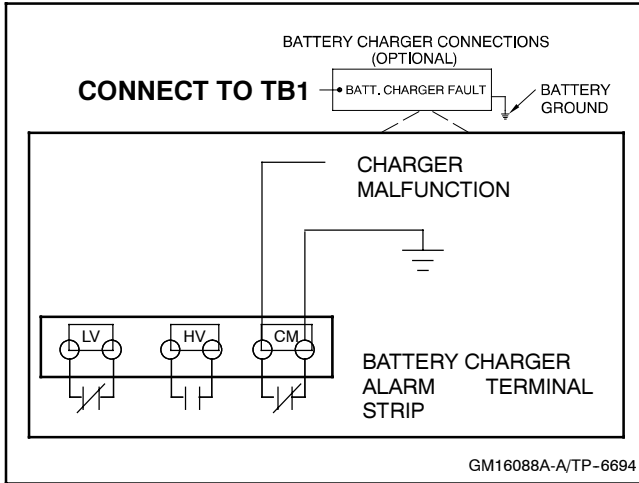 BATTERY CHARGER CONNECTIONS
(OPTIONAL)
CONNECT TO TB1
BATT. CHARGER FAULT
BATTERY
GROUND
CHARGER
MALFUNCTION
LV HV CM
BATTERY CHARGER
ALARM TERMINAL
STRIP
GM16088A-A/TP-6694